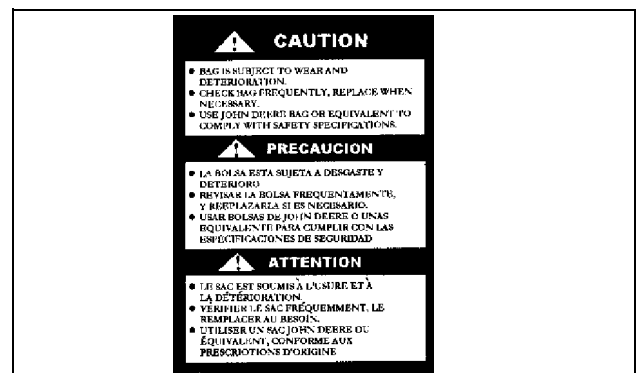 CAUTION
● BAG IS SUBJECT TO WEAR AND
DETERIORATION.
● CHECK BAG FREQUENTLY, REPLACE WHEN
NECESSARY.
● USE JOHN DEERE BAG OR EQUIVALENT TO
COMPLY WITH SAFETY SPECIFICATIONS.
PRECAUCION
● LA BOLSA ESTA SUJETA A DESGASTE Y
DETERIORO
● REVISAR LA BOLSA FREQUENTAMENTE,
Y REEPLAZARLA SI ES NECESARIO.
● USAR BOLSAS DE JOHN DEERE O UNAS
EQUIVALENTE PARA CUMPLIR CON LAS
ESPECIFICACIONES DE SEGURIDAD
ATTENTION
● LE SAC EST SOUMIS À L'USURE ET À
LA DÉTÉRIORATION.
● VÉRIFIER LE SAC FRÉQUEMMENT, LE
REMPLACER AU BESOIN.
● UTILISER UN SAC JOHN DEERE OU
ÉQUIVALENT, CONFORME AUX
PRESCRIOTIONS D'ORIGINE